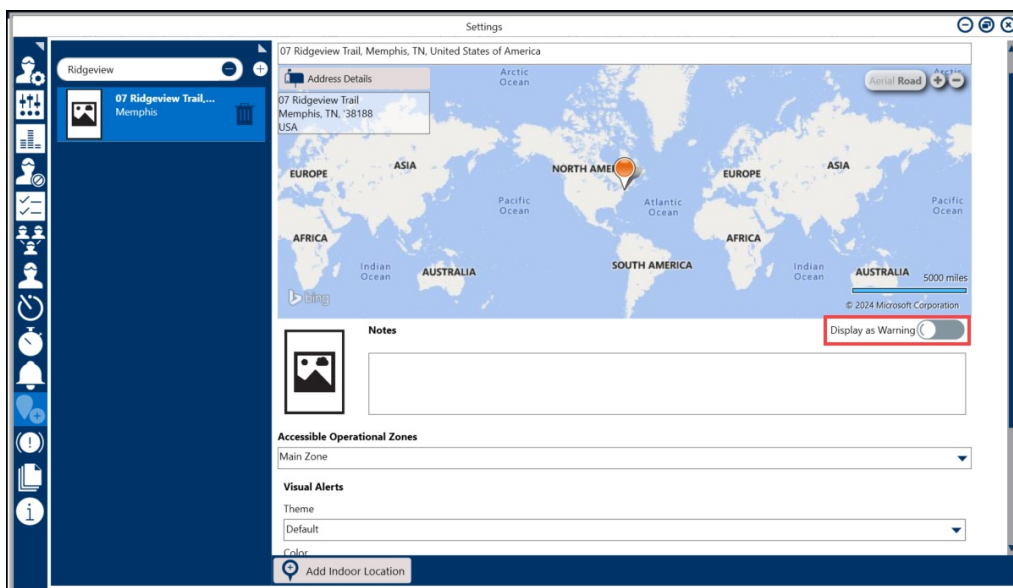 Settings
Ridgeview
07 Ridgeview Trail,...
Memphis
07 Ridgeview Trail, Memphis, TN, United States of America
Address Details
07 Ridgeview Trail
Memphis, TN, '38188
USA
Aerial Road
Arctic
Ocean
Arctic
EUROPE
ASIA
NORTH AME
EUROPE
ASIA
Pacific
Ocean
Atlantic
Ocean
Pacific
Ocean
AFRICA
AFRICA
Indian
Ocean
AUSTRALIA
SOUTH AMERICA
Indian
Ocean
AUSTRALIA
5000 miles
bing
© 2024 Microsoft Corporation
Notes
Display as Warning
Accessible Operational Zones
Main Zone
Visual Alerts
Theme
Default
Color
Add Indoor Location